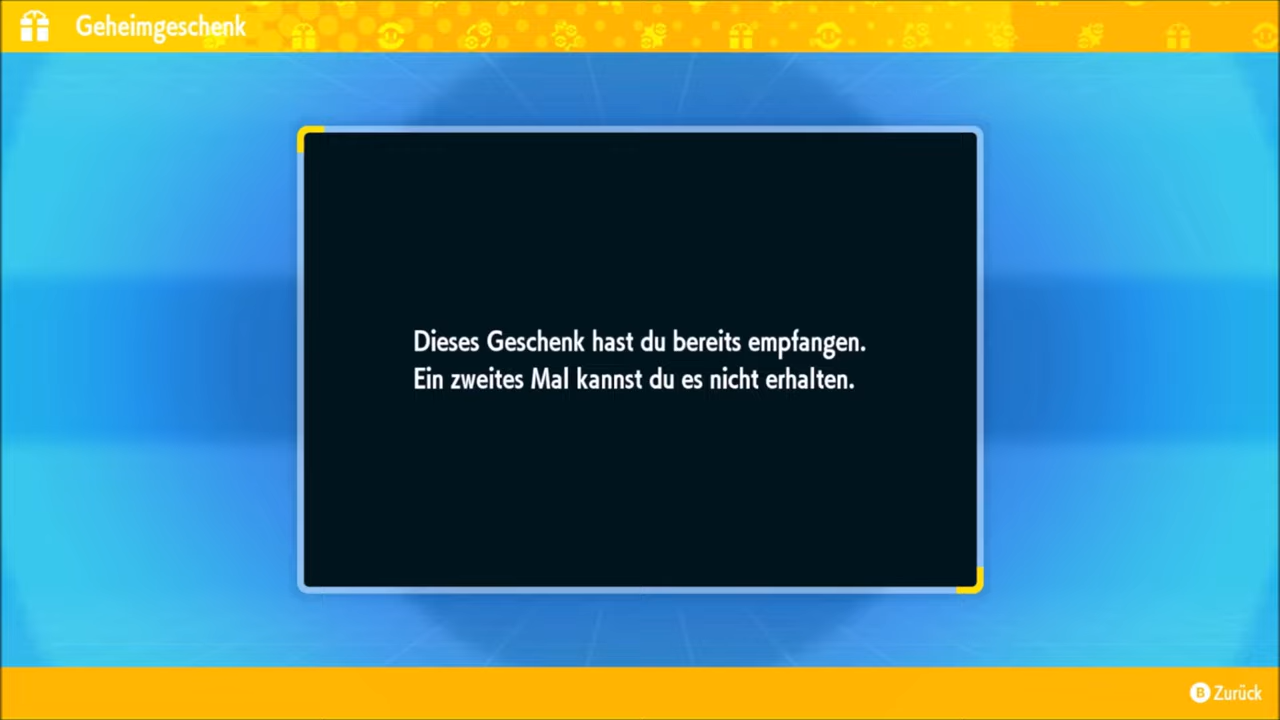 Geheimgeschenk
Dieses Geschenk hast du bereits empfangen.
Ein zweites Mal kannst du es nicht erhalten.
B Zurück